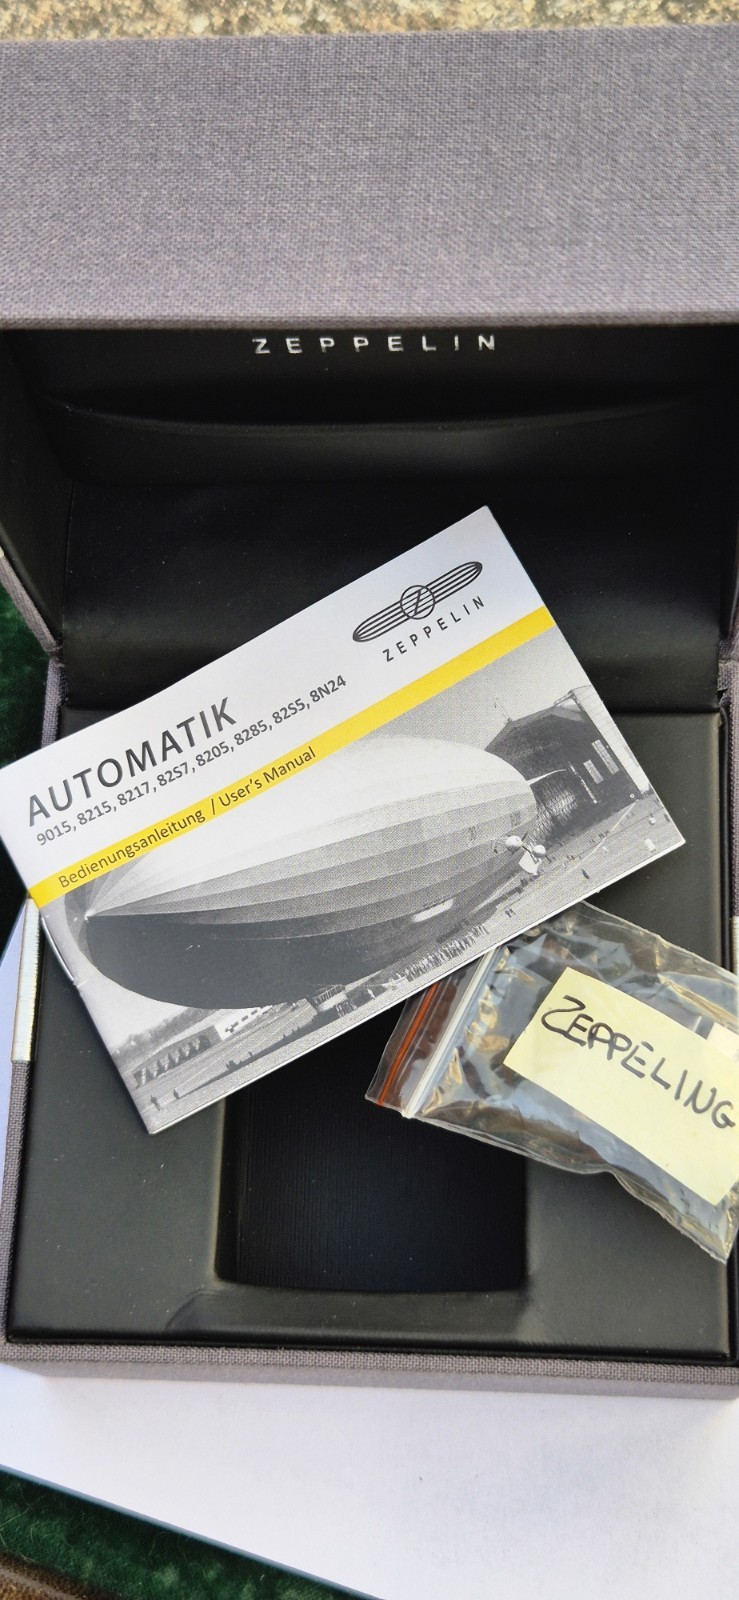 ZEPPELIN
ZEPPELIN
AUTOMATIK
9015, 8215, 8217, 82S7, 8205, 8285, 82S5, 8N24
Bedienungsanleitung / User's Manual
ZEPPELING